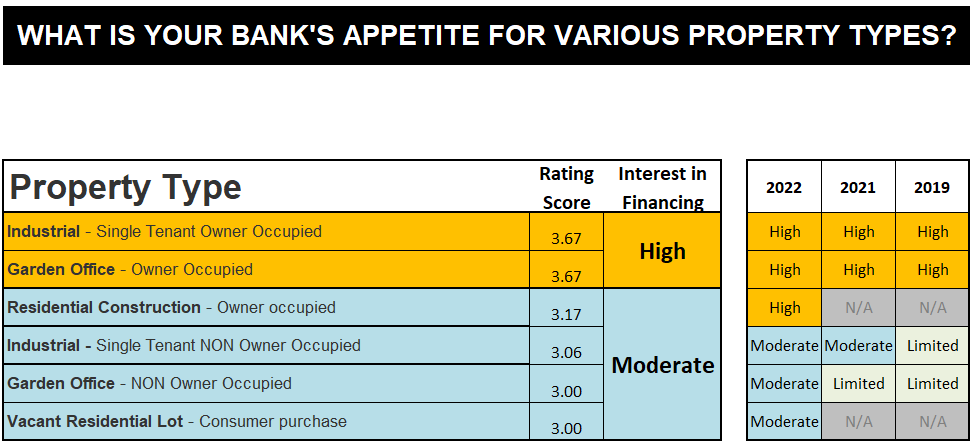 WHAT IS YOUR BANK'S APPETITE FOR VARIOUS PROPERTY TYPES?
Property Type Rating Score Interest in Financing 2022 2021 2019
Industrial - Single Tenant Owner Occupied 3.67 High High High High
Garden Office - Owner Occupied 3.67 High High High
Residential Construction - Owner occupied 3.17 Moderate High N/A N/A
Industrial - Single Tenant NON Owner Occupied 3.06 Moderate Moderate Limited
Garden Office - NON Owner Occupied 3.00 Moderate Limited Limited
Vacant Residential Lot - Consumer purchase 3.00 Moderate N/A N/A